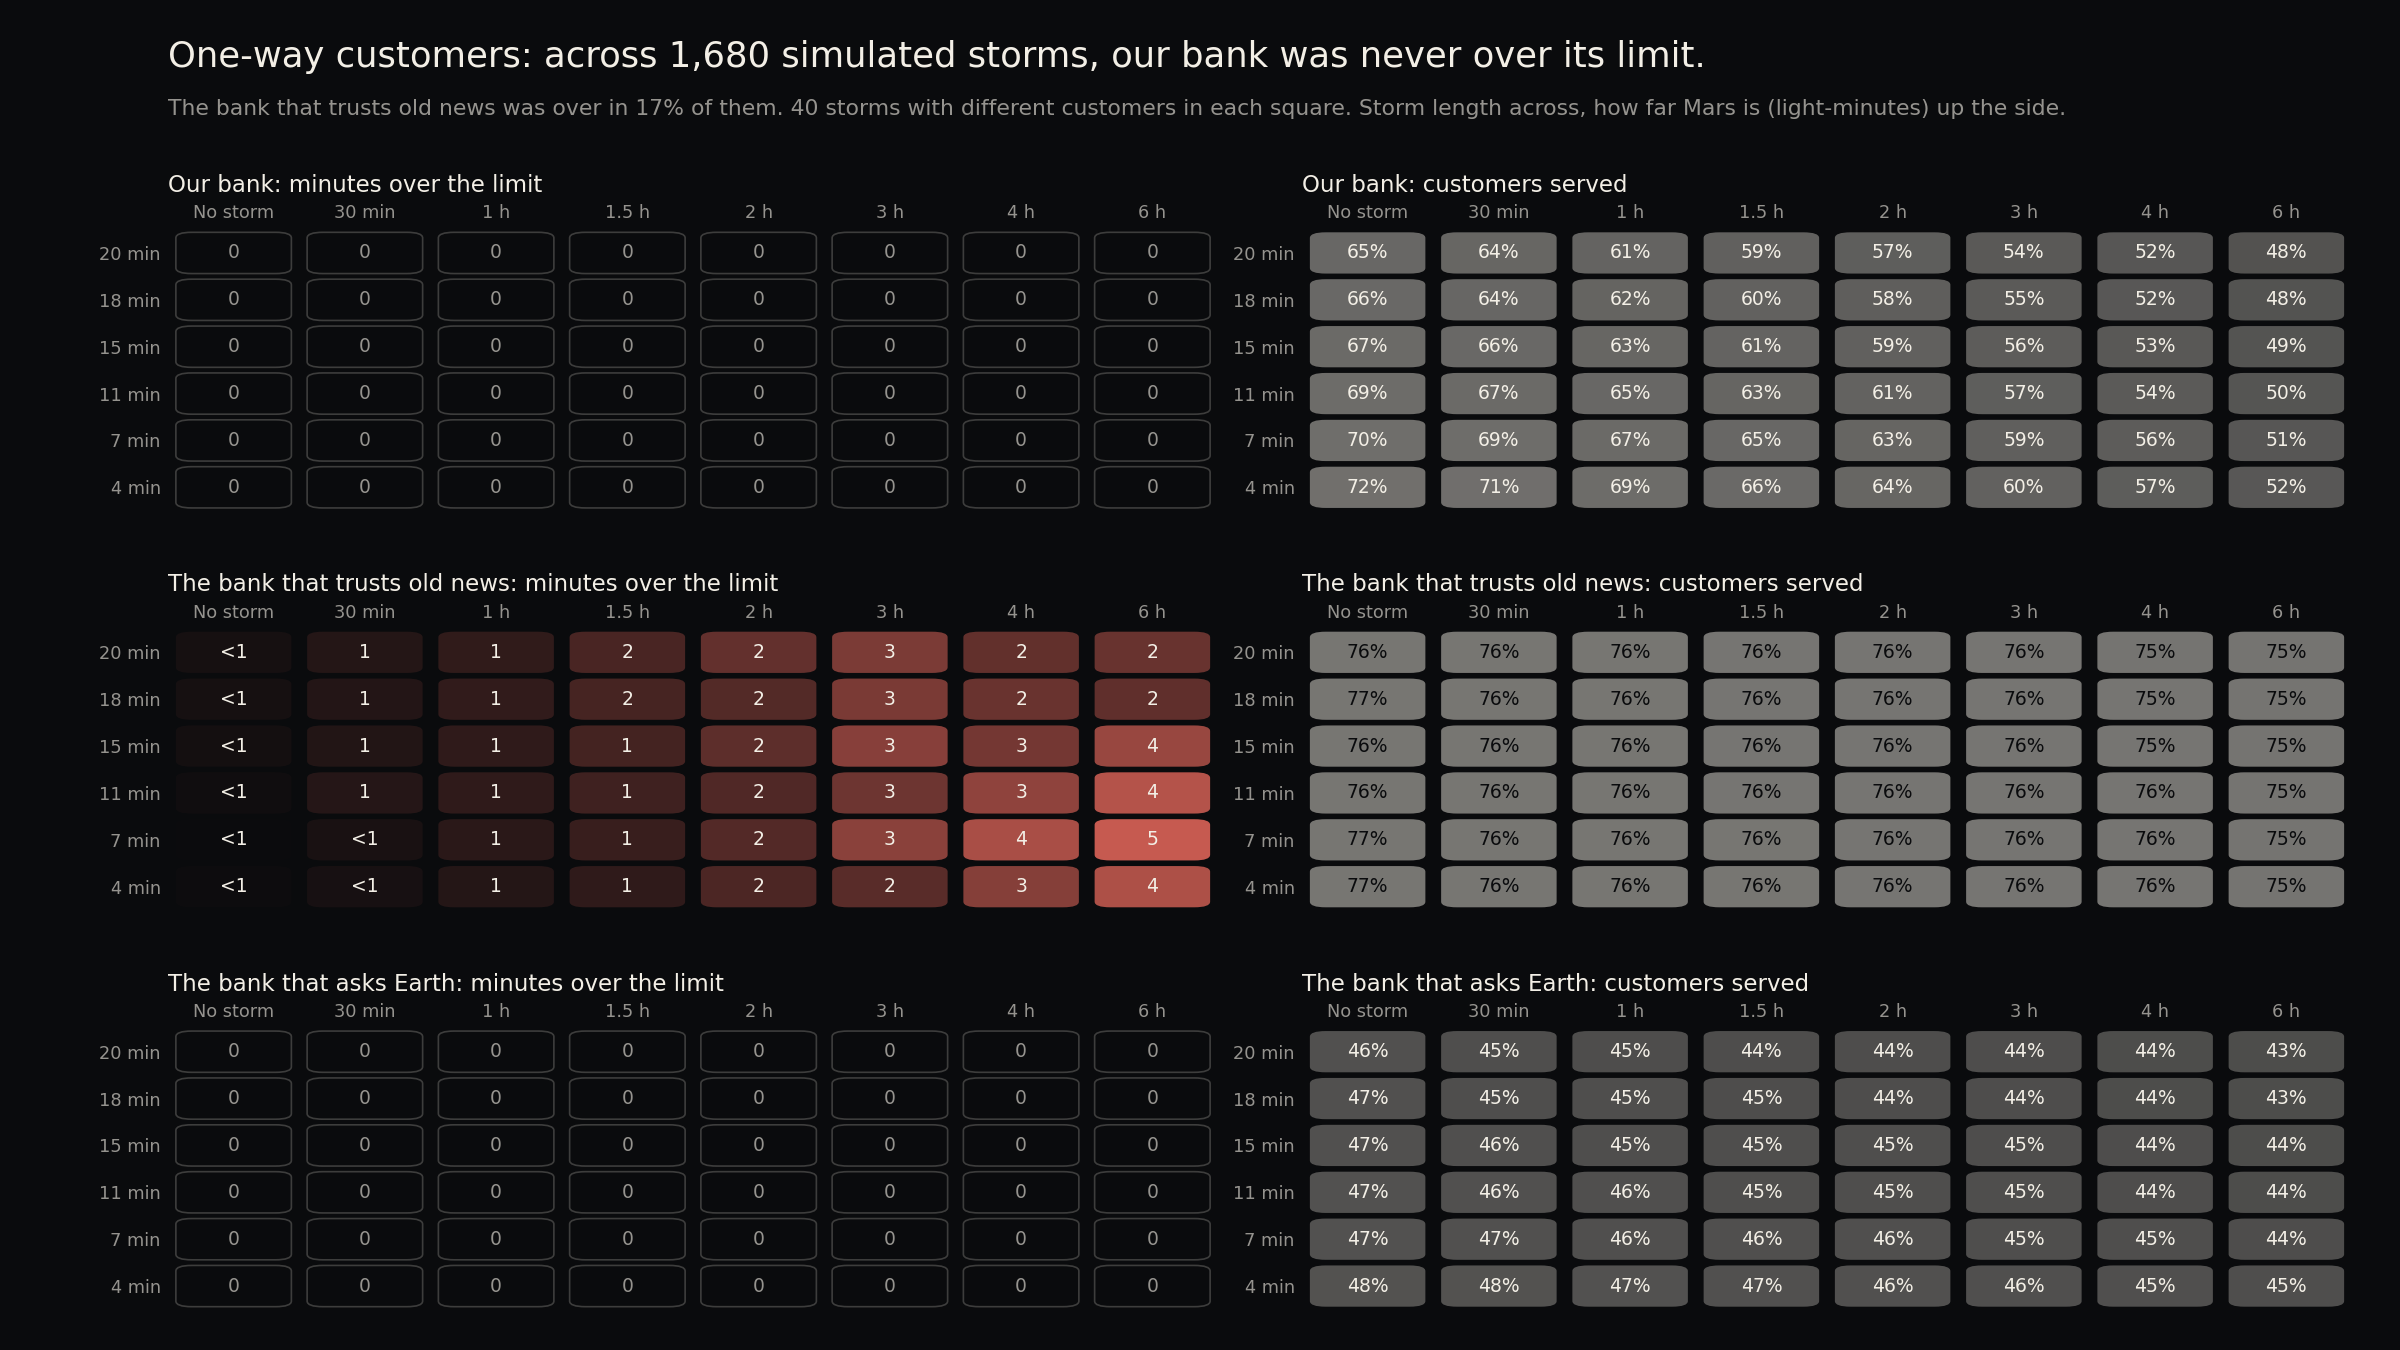 One-way customers: across 1,680 simulated storms, our bank was never over its limit.
The bank that trusts old news was over in 17% of them. 40 storms with different customers in each square. Storm length across, how far Mars is (light-minutes) up the side.
Our bank: minutes over the limit
No storm 30 min 1 h 1.5 h 2 h 3 h 4 h 6 h
20 min 0 0 0 0 0 0 0 0
18 min 0 0 0 0 0 0 0 0
15 min 0 0 0 0 0 0 0 0
11 min 0 0 0 0 0 0 0 0
7 min 0 0 0 0 0 0 0 0
4 min 0 0 0 0 0 0 0 0
Our bank: customers served
No storm 30 min 1 h 1.5 h 2 h 3 h 4 h 6 h
20 min 65% 64% 61% 59% 57% 54% 52% 48%
18 min 66% 64% 62% 60% 58% 55% 52% 48%
15 min 67% 66% 63% 61% 59% 56% 53% 49%
11 min 69% 67% 65% 63% 61% 57% 54% 50%
7 min 70% 69% 67% 65% 63% 59% 56% 51%
4 min 72% 71% 69% 66% 64% 60% 57% 52%
The bank that trusts old news: minutes over the limit
No storm 30 min 1 h 1.5 h 2 h 3 h 4 h 6 h
20 min <1 1 1 2 2 3 2 2
18 min <1 1 1 2 2 3 2 2
15 min <1 1 1 1 2 3 3 4
11 min <1 1 1 1 2 3 3 4
7 min <1 <1 1 1 2 3 4 5
4 min <1 <1 1 1 2 2 3 4
The bank that trusts old news: customers served
No storm 30 min 1 h 1.5 h 2 h 3 h 4 h 6 h
20 min 76% 76% 76% 76% 76% 76% 75% 75%
18 min 77% 76% 76% 76% 76% 76% 75% 75%
15 min 76% 76% 76% 76% 76% 76% 75% 75%
11 min 76% 76% 76% 76% 76% 76% 76% 75%
7 min 77% 76% 76% 76% 76% 76% 76% 75%
4 min 77% 76% 76% 76% 76% 76% 76% 75%
The bank that asks Earth: minutes over the limit
No storm 30 min 1 h 1.5 h 2 h 3 h 4 h 6 h
20 min 0 0 0 0 0 0 0 0
18 min 0 0 0 0 0 0 0 0
15 min 0 0 0 0 0 0 0 0
11 min 0 0 0 0 0 0 0 0
7 min 0 0 0 0 0 0 0 0
4 min 0 0 0 0 0 0 0 0
The bank that asks Earth: customers served
No storm 30 min 1 h 1.5 h 2 h 3 h 4 h 6 h
20 min 46% 45% 45% 44% 44% 44% 44% 43%
18 min 47% 45% 45% 45% 44% 44% 44% 43%
15 min 47% 46% 45% 45% 45% 45% 44% 44%
11 min 47% 46% 46% 45% 45% 45% 44% 44%
7 min 47% 47% 46% 46% 46% 45% 45% 44%
4 min 48% 48% 47% 47% 46% 46% 45% 45%